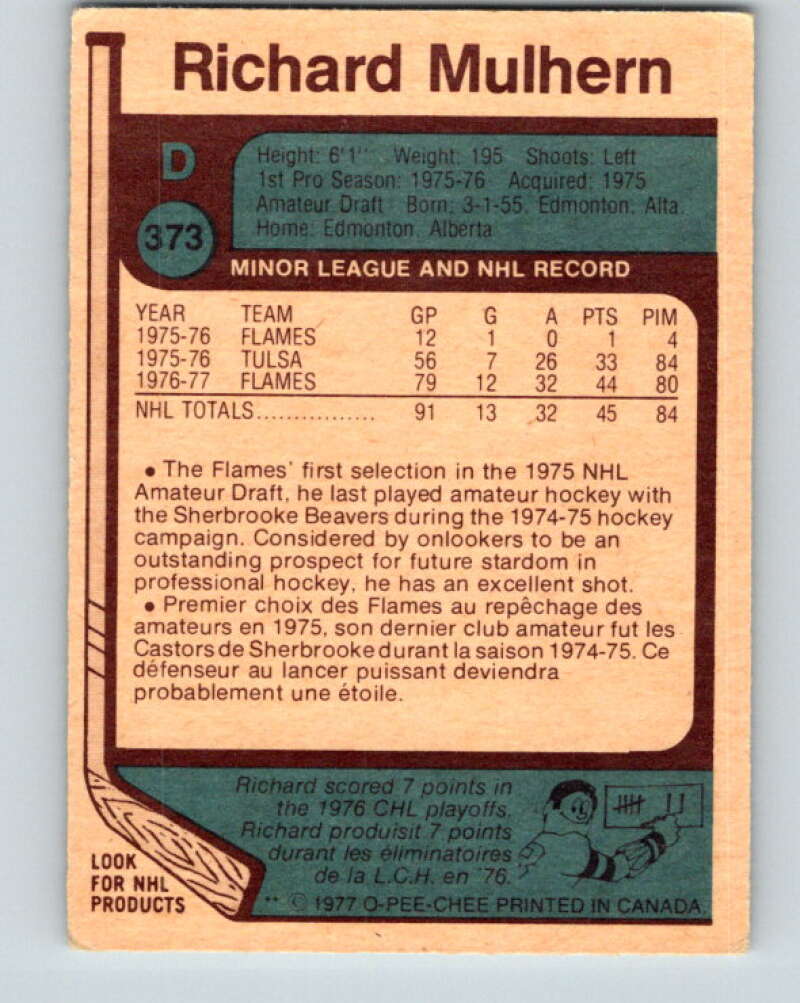 Richard Mulhern
D
373
Height: 6'1" Weight: 195 Shoots: Left
1st Pro Season: 1975-76 Acquired: 1975
Amateur Draft Born: 3-1-55. Edmonton, Alta.
Home: Edmonton, Alberta
MINOR LEAGUE AND NHL RECORD
YEAR TEAM GP G A PTS PIM
1975-76 FLAMES 12 1 0 1 4
1975-76 TULSA 56 7 26 33 84
1976-77 FLAMES 79 12 32 44 80
NHL TOTALS................ 91 13 32 45 84
• The Flames' first selection in the 1975 NHL
Amateur Draft, he last played amateur hockey with
the Sherbrooke Beavers during the 1974-75 hockey
campaign. Considered by onlookers to be an
outstanding prospect for future stardom in
professional hockey, he has an excellent shot.
• Premier choix des Flames au repêchage des
amateurs en 1975, son dernier club amateur fut les
Castors de Sherbrooke durant la saison 1974-75. Ce
défenseur au lancer puissant deviendra
probablement une étoile.
Richard scored 7 points in
the 1976 CHL playoffs.
Richard produisit 7 points
durant les éliminatoires
de la L.C.H. en '76.
LOOK
FOR NHL
PRODUCTS
** © 1977 O-PEE-CHEE PRINTED IN CANADA.